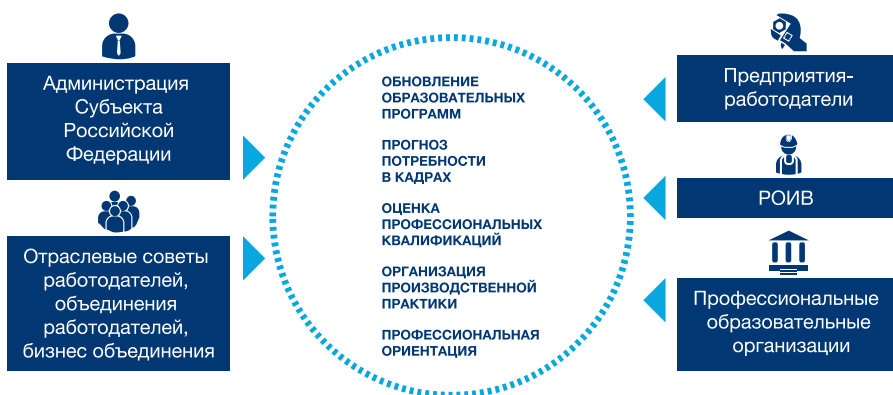 Администрация
Субъекта
Российской
Федерации
Отраслевые советы
работодателей,
объединения
работодателей,
бизнес объединения
ОБНОВЛЕНИЕ
ОБРАЗОВАТЕЛЬНЫХ
ПРОГРАММ
ПРОГНОЗ
ПОТРЕБНОСТИ
В КАДРАХ
ОЦЕНКА
ПРОФЕССИОНАЛЬНЫХ
КВАЛИФИКАЦИЙ
ОРГАНИЗАЦИЯ
ПРОИЗВОДСТВЕННОЙ
ПРАКТИКИ
ПРОФЕССИОНАЛЬНАЯ
ОРИЕНТАЦИЯ
Предприятия-
работодатели
РОИВ
Профессиональные
образовательные
организации